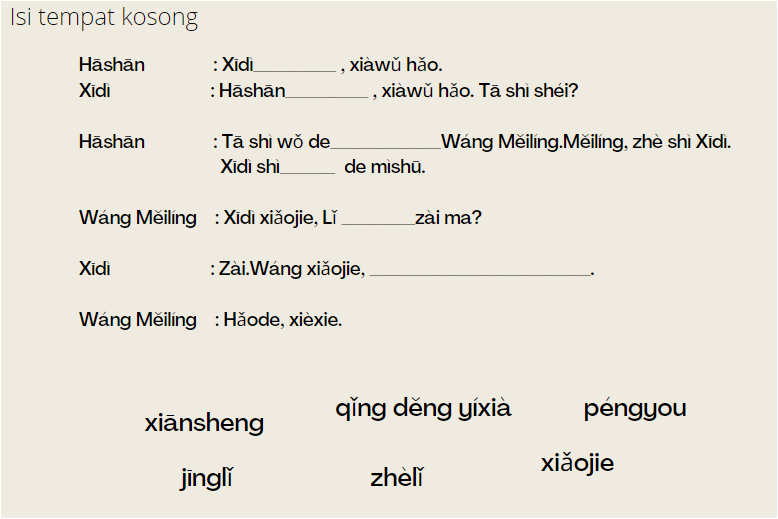 Isi tempat kosong
Hāshān : Xīdì________ , xiàwǔ hǎo.
Xīdì : Hāshān________ , xiàwǔ hǎo. Tā shì shéi?
Hāshān : Tā shì wǒ de___________Wáng Měilíng.Měilíng, zhè shì Xīdì.
Xīdì shì_____ de mìshū.
Wáng Měilíng : Xīdì xiǎojie, Lǐ _______zài ma?
Xīdì : Zài.Wáng xiǎojie, ______________________.
Wáng Měilíng : Hǎode, xièxie.
xiānsheng qǐng děng yíxià péngyou
jīnglǐ zhèlǐ xiǎojie